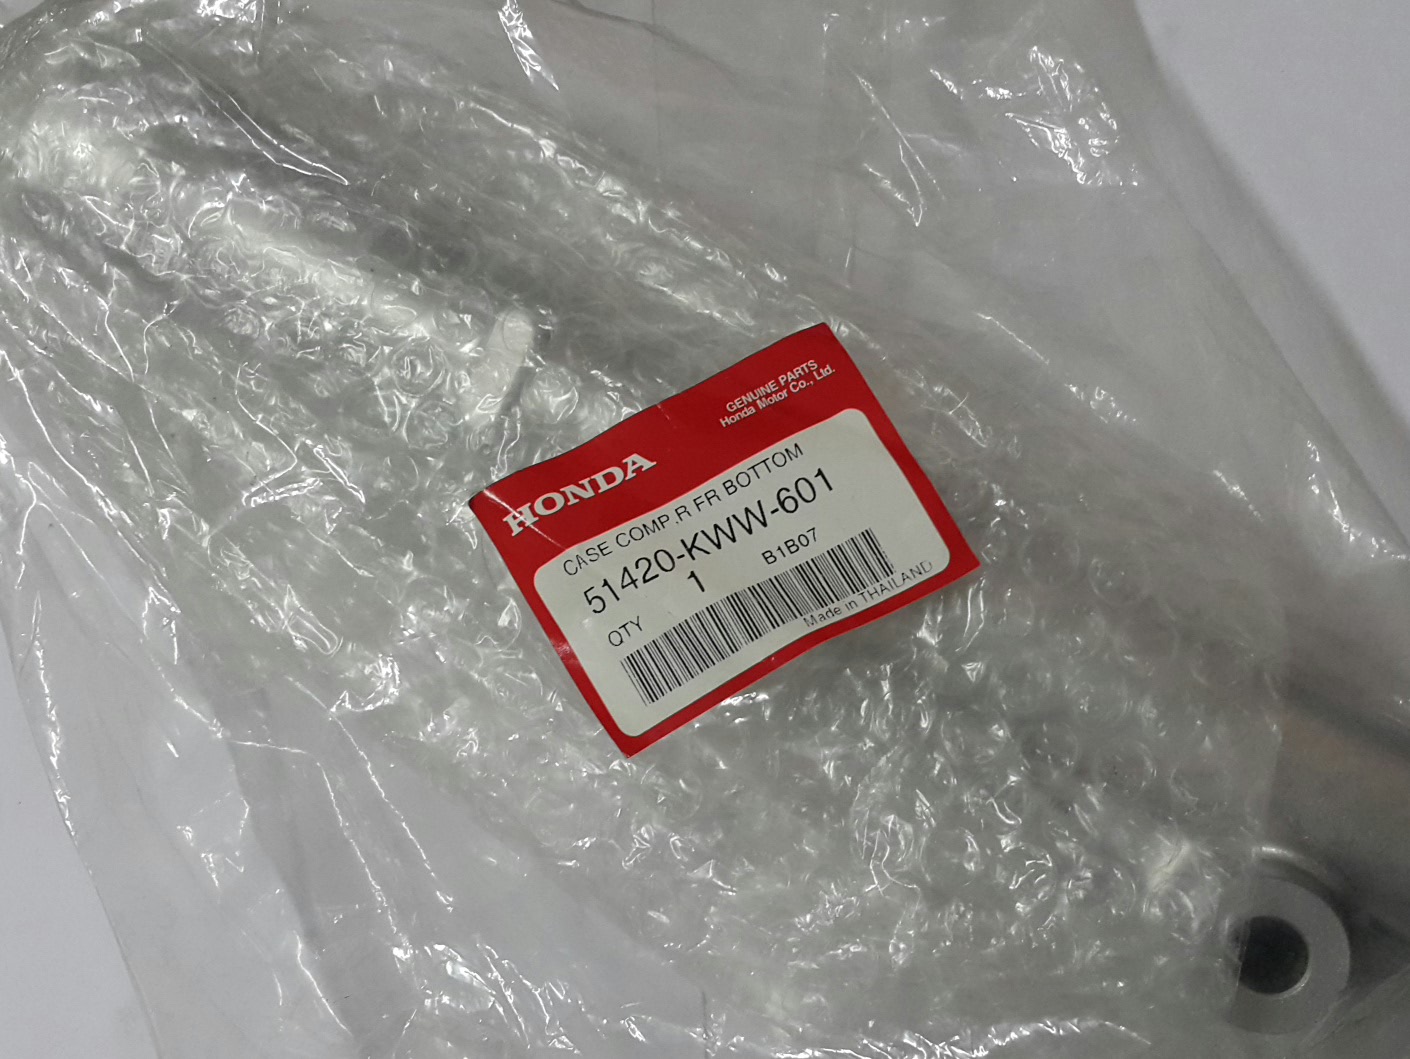 GENUINE PARTS
Honda Motor Co., Ltd.
HONDA
CASE COMP.R FR BOTTOM
51420-KWW-601
QTY 1 B1B07
Made in THAILAND